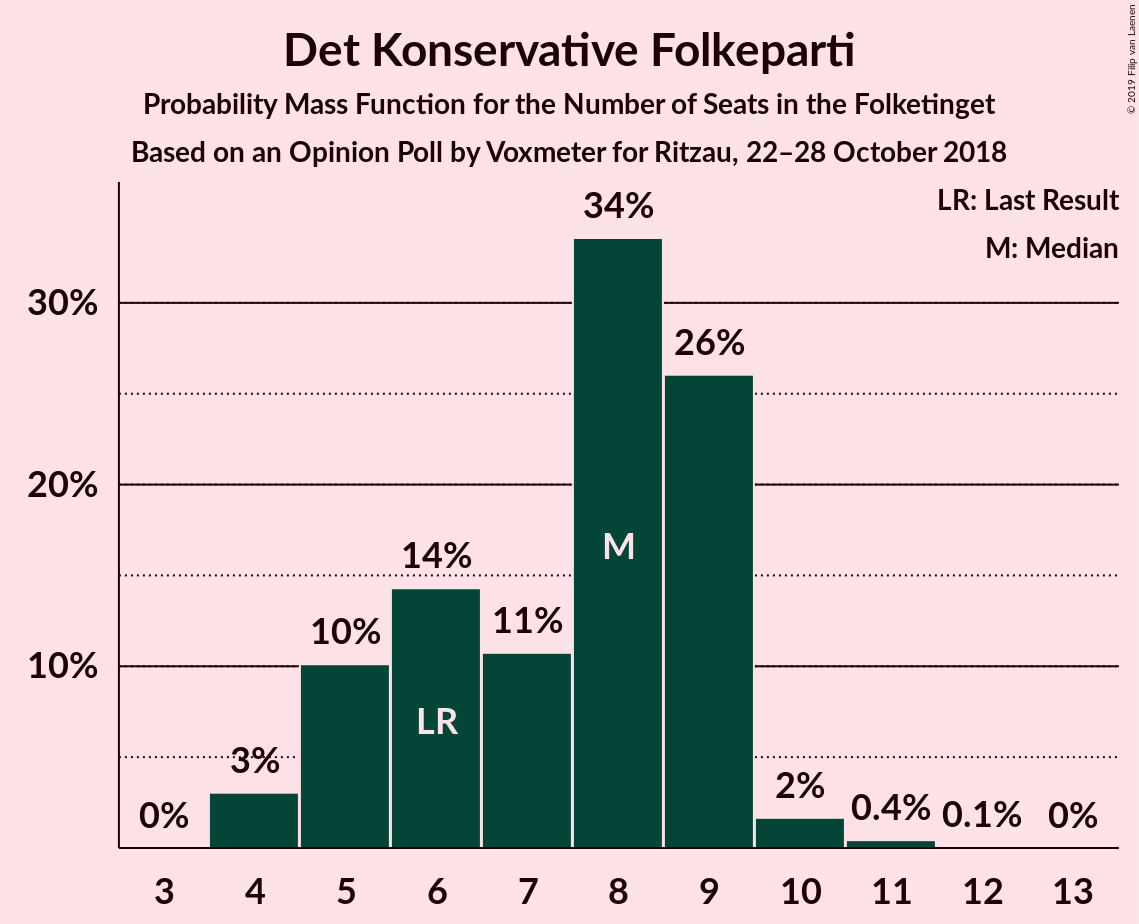 Det Konservative Folkeparti
Probability Mass Function for the Number of Seats in the Folketinget
Based on an Opinion Poll by Voxmeter for Ritzau, 22–28 October 2018
© 2019 Filip van Laenen
LR: Last Result
M: Median
34%
30%
26%
20%
M
14%
11%
10%
10%
LR
3%
2%
0%
0.4%
0.1%
0%
3 4 5 6 7 8 9 10 11 12 13